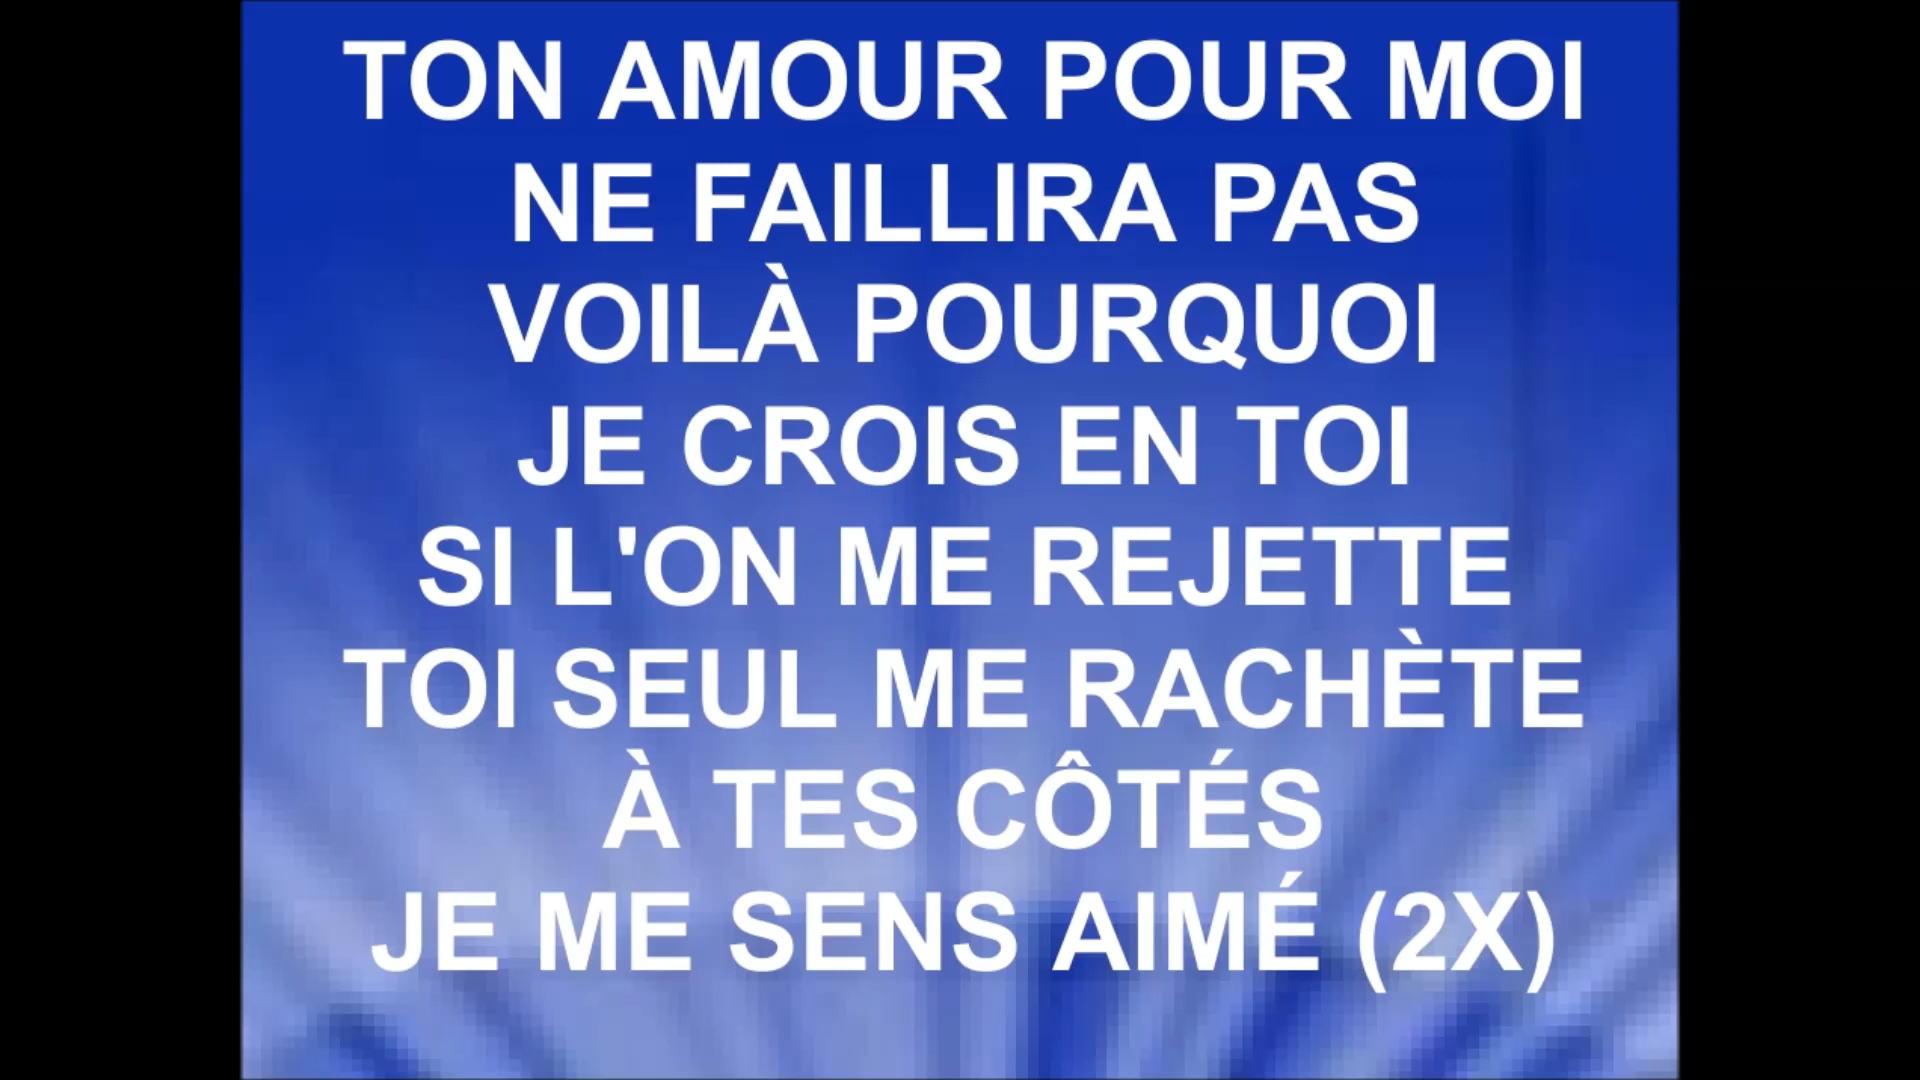 TON AMOUR POUR MOI
NE FAILLIRA PAS
VOILÀ POURQUOI
JE CROIS EN TOI
SI L'ON ME REJETTE
TOI SEUL ME RACHÈTE
À TES CÔTÉS
JE ME SENS AIMÉ (2X)